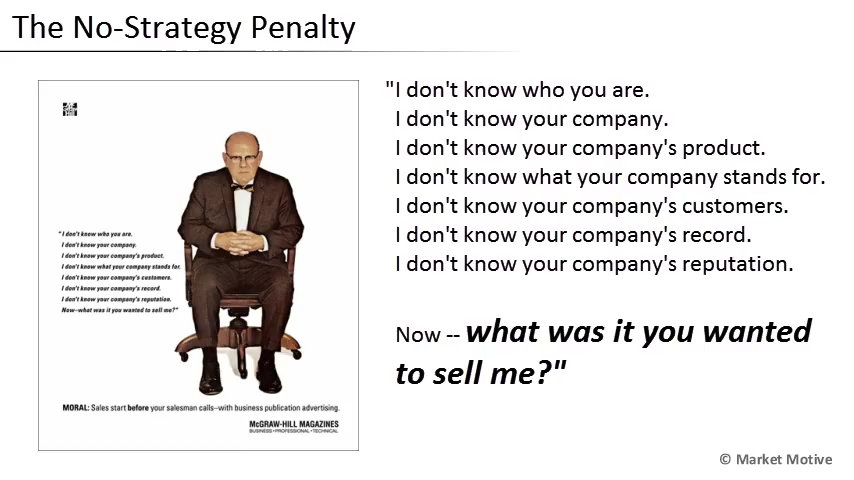 The No-Strategy Penalty
Mc
Graw
Hill
" I don't know who you are.
I don't know your company.
I don't know your company's product.
I don't know what your company stands for.
I don't know your company's customers.
I don't know your company's record.
I don't know your company's reputation.
Now–what was it you wanted to sell me?"
MORAL: Sales start before your salesman calls–with business publication advertising.
McGRAW-HILL MAGAZINES
BUSINESS•PROFESSIONAL•TECHNICAL
"I don't know who you are.
I don't know your company.
I don't know your company's product.
I don't know what your company stands for.
I don't know your company's customers.
I don't know your company's record.
I don't know your company's reputation.
Now -- what was it you wanted
to sell me?"
© Market Motive